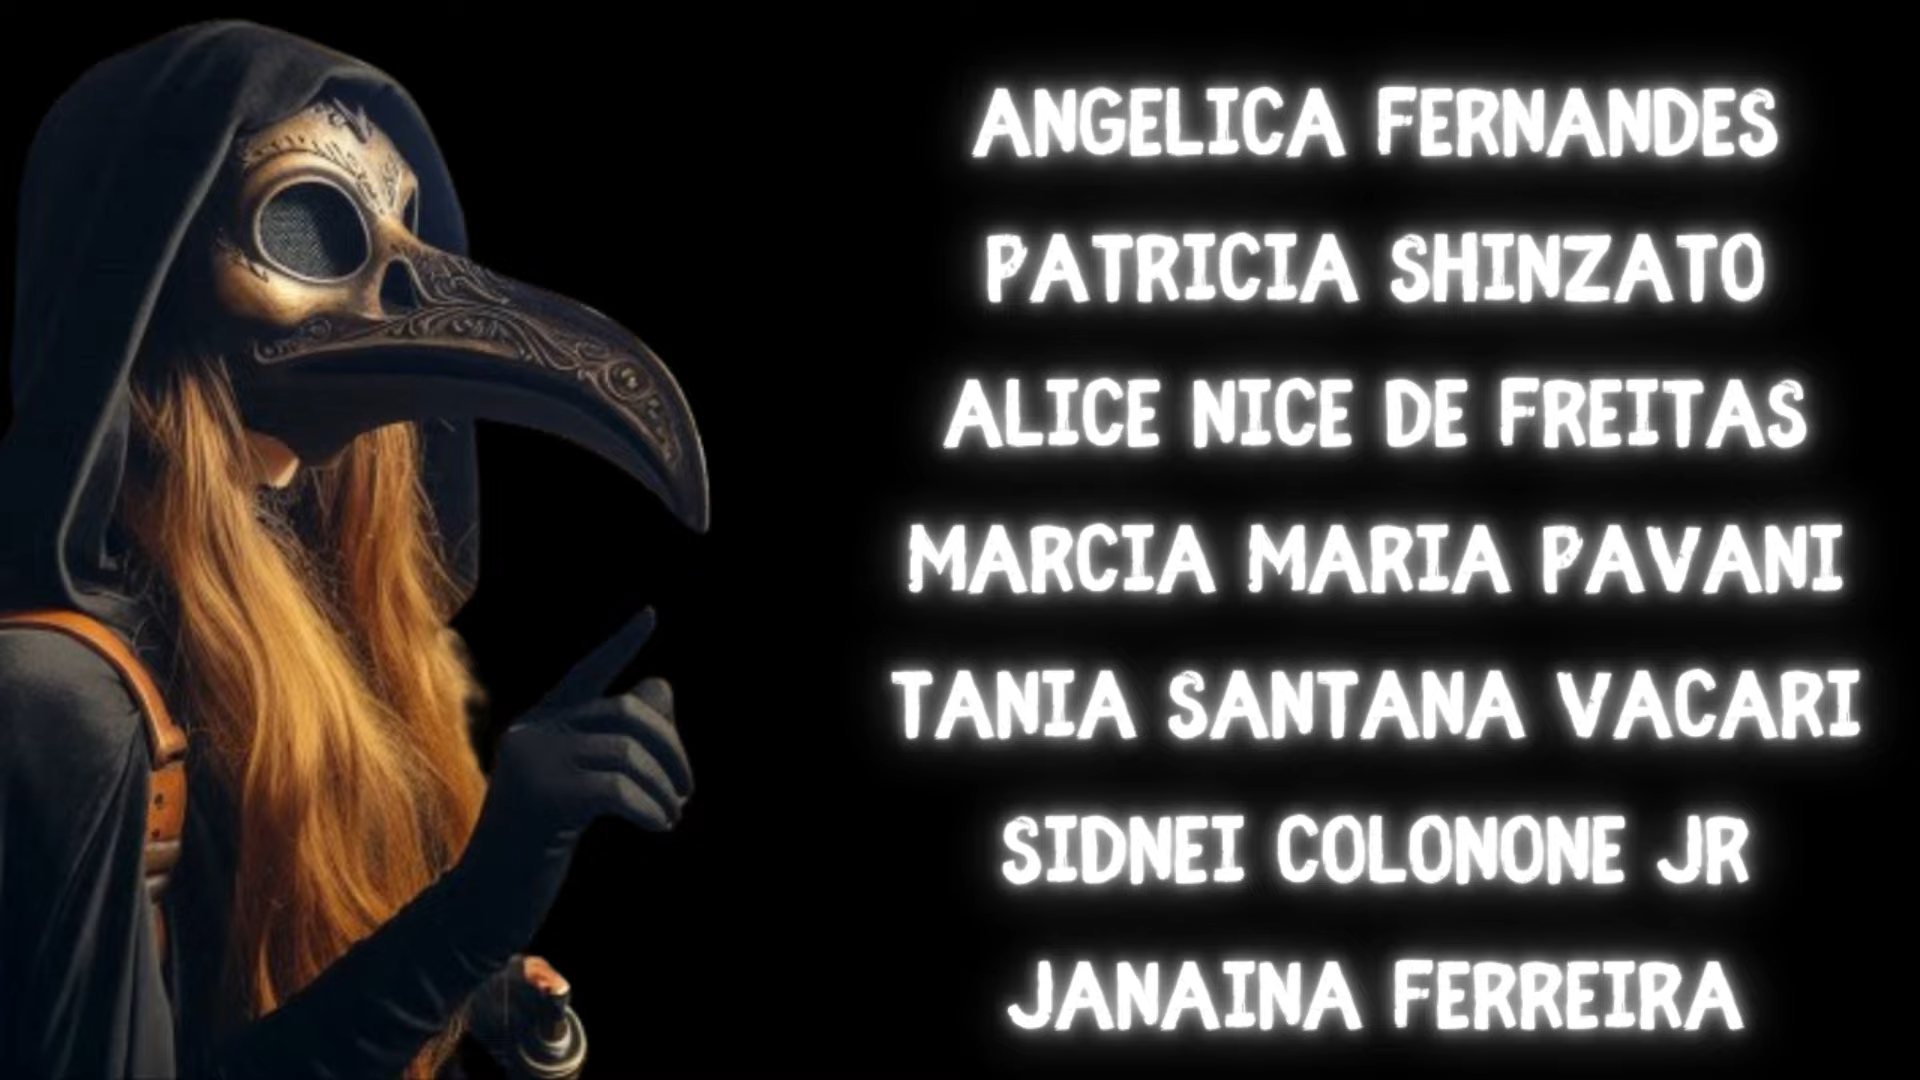 ANGELICA FERNANDES
PATRICIA SHINZATO
ALICE NICE DE FREITAS
MARCIA MARIA PAVANI
TANIA SANTANA VACARI
SIDNEI COLONONE JR
JANAINA FERREIRA